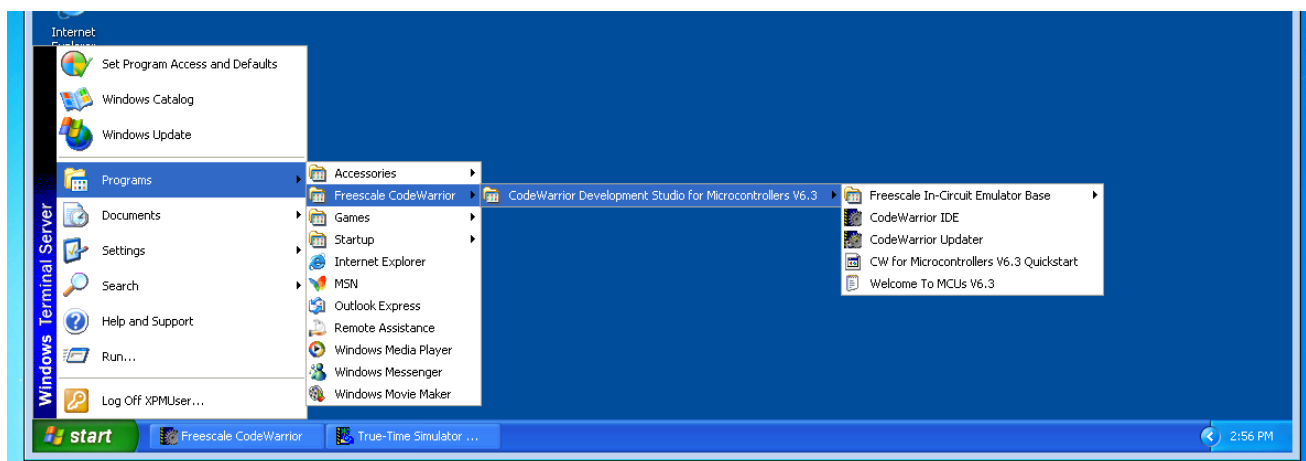 Internet
Explorer
Set Program Access and Defaults
Windows Catalog
Windows Update
Programs
Documents
Settings
Search
Help and Support
Run...
Log Off XPMUser...
Windows Terminal Server
Accessories
Freescale CodeWarrior
Games
Startup
Internet Explorer
MSN
Outlook Express
Remote Assistance
Windows Media Player
Windows Messenger
Windows Movie Maker
CodeWarrior Development Studio for Microcontrollers V6.3
Freescale In-Circuit Emulator Base
CodeWarrior IDE
CodeWarrior Updater
CW for Microcontrollers V6.3 Quickstart
Welcome To MCUs V6.3
start
Freescale CodeWarrior
True-Time Simulator ...
2:56 PM